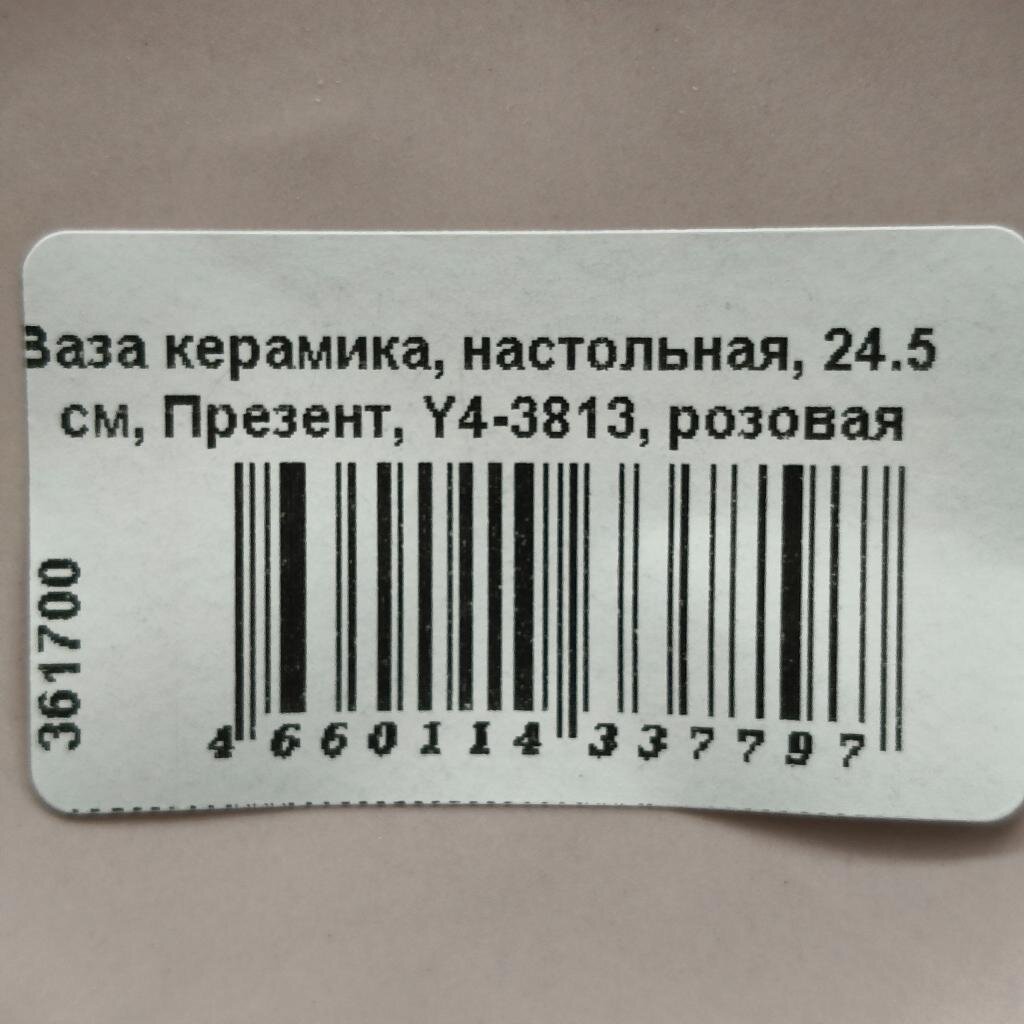 Ваза керамика, настольная, 24.5
см, Презент, Y4-3813, розовая
361700
4 660114 337797